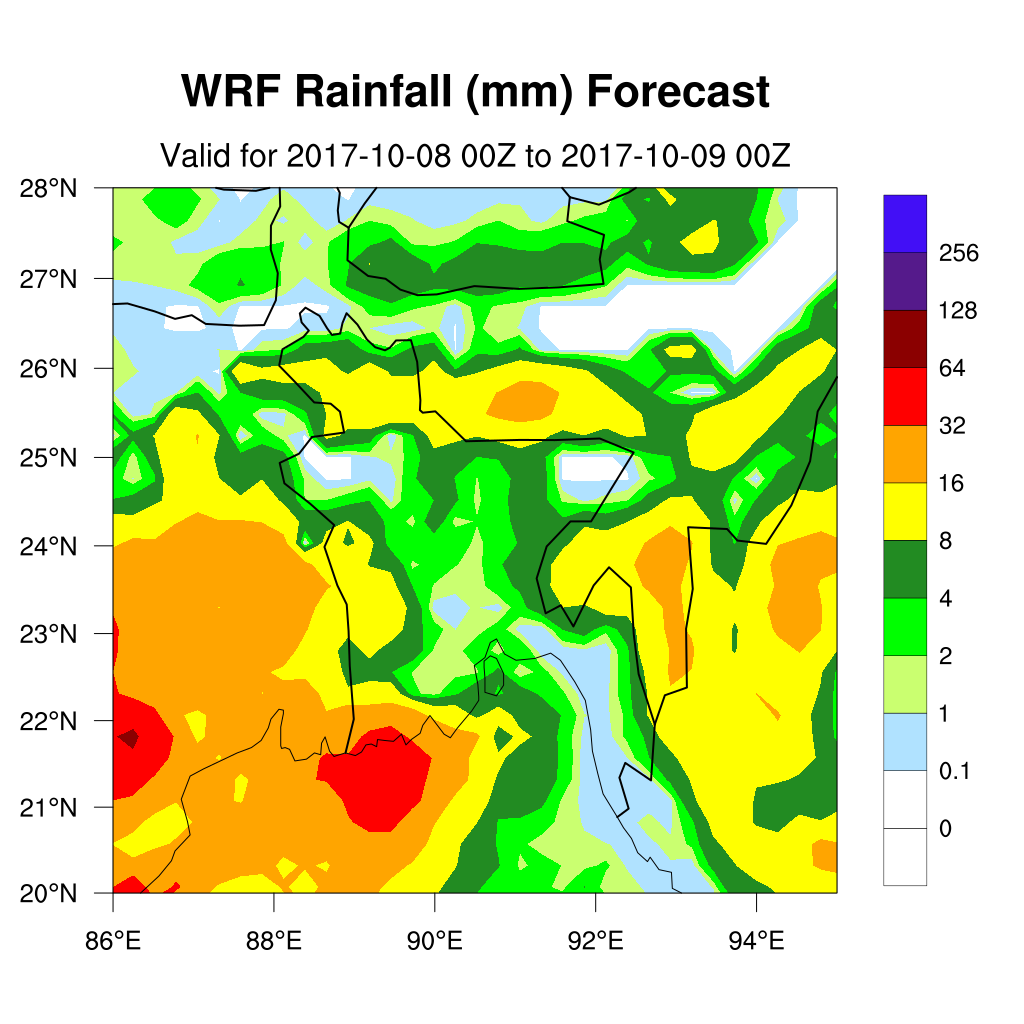 WRF Rainfall (mm) Forecast
Valid for 2017-10-08 00Z to 2017-10-09 00Z
28°N
27°N
26°N
25°N
24°N
23°N
22°N
21°N
20°N
86°E 88°E 90°E 92°E 94°E
256
128
64
32
16
8
4
2
1
0.1
0